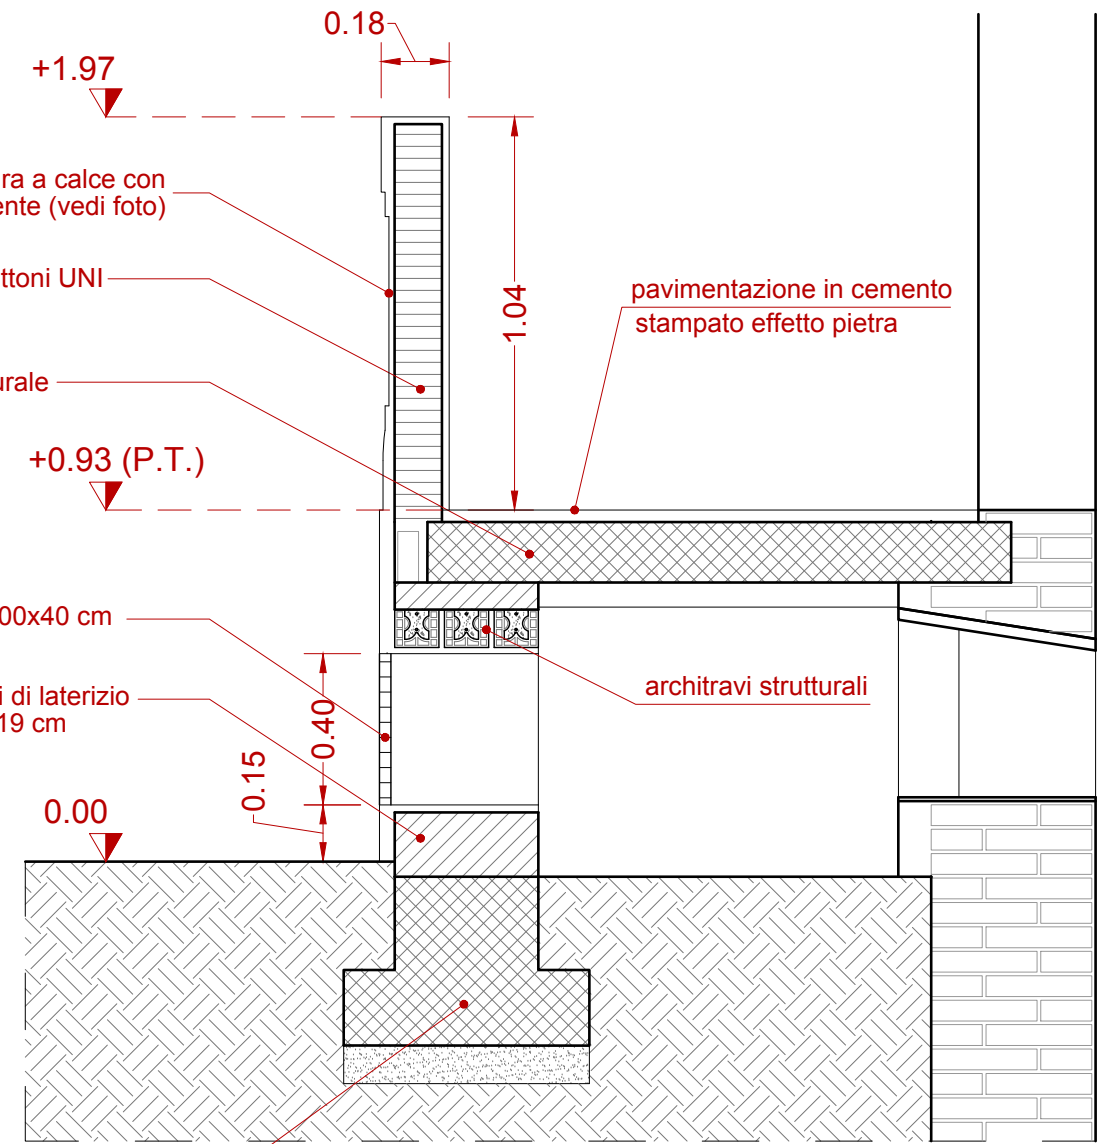 0.18
+1.97
ra a calce con
ente (vedi foto)
ttoni UNI
pavimentazione in cemento
stampato effetto pietra
1.04
urale
+0.93 (P.T.)
00x40 cm
architravi strutturali
i di laterizio
19 cm
0.40
0.15
0.00